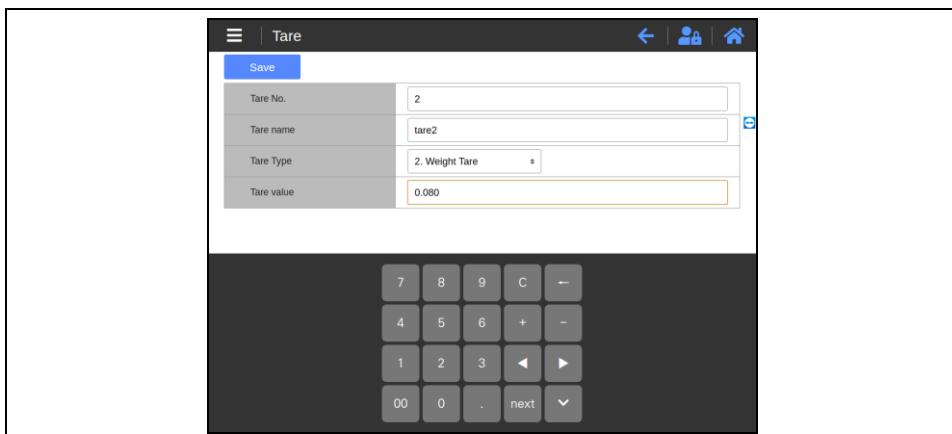 Tare
Save
Tare No. 2
Tare name tare2
Tare Type 2. Weight Tare
Tare value 0.080
7 8 9 C ←
4 5 6 + -
1 2 3 ◀ ▶
00 0 . next